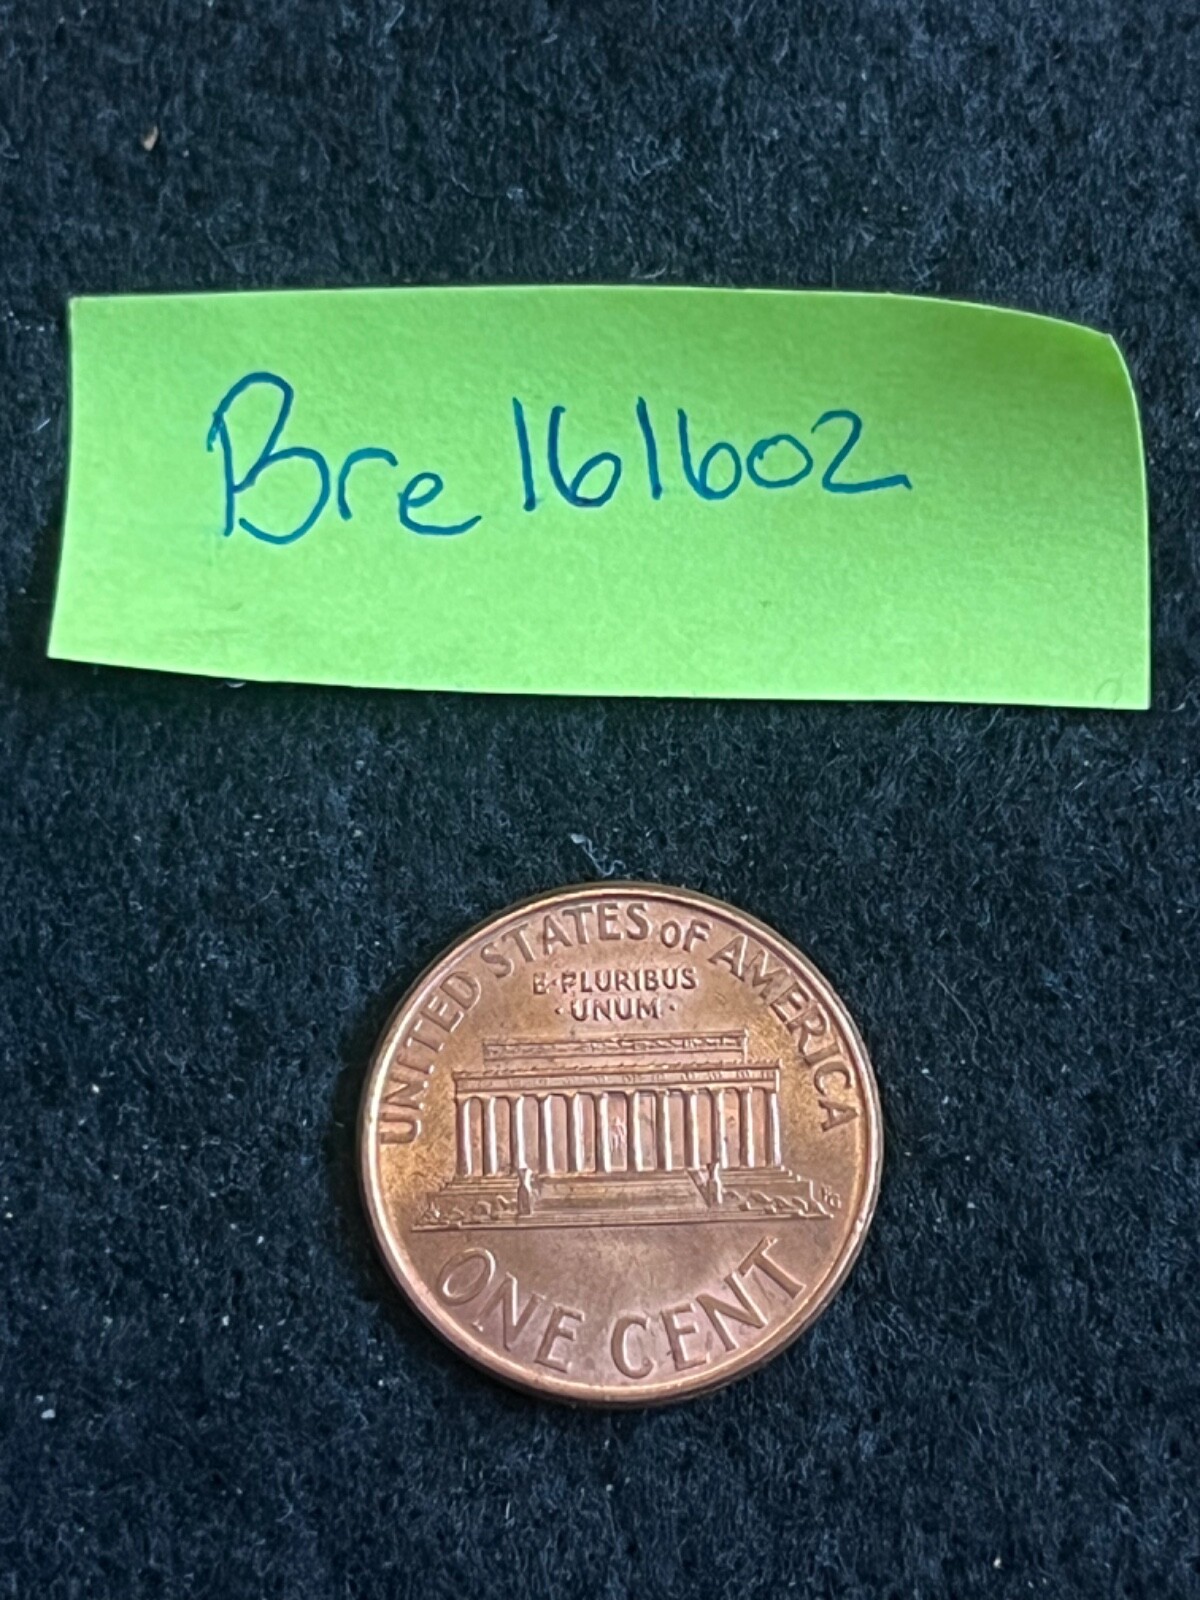 Bre161602
UNITED STATES OF AMERICA
E·PLURIBUS
·UNUM·
ONE CENT